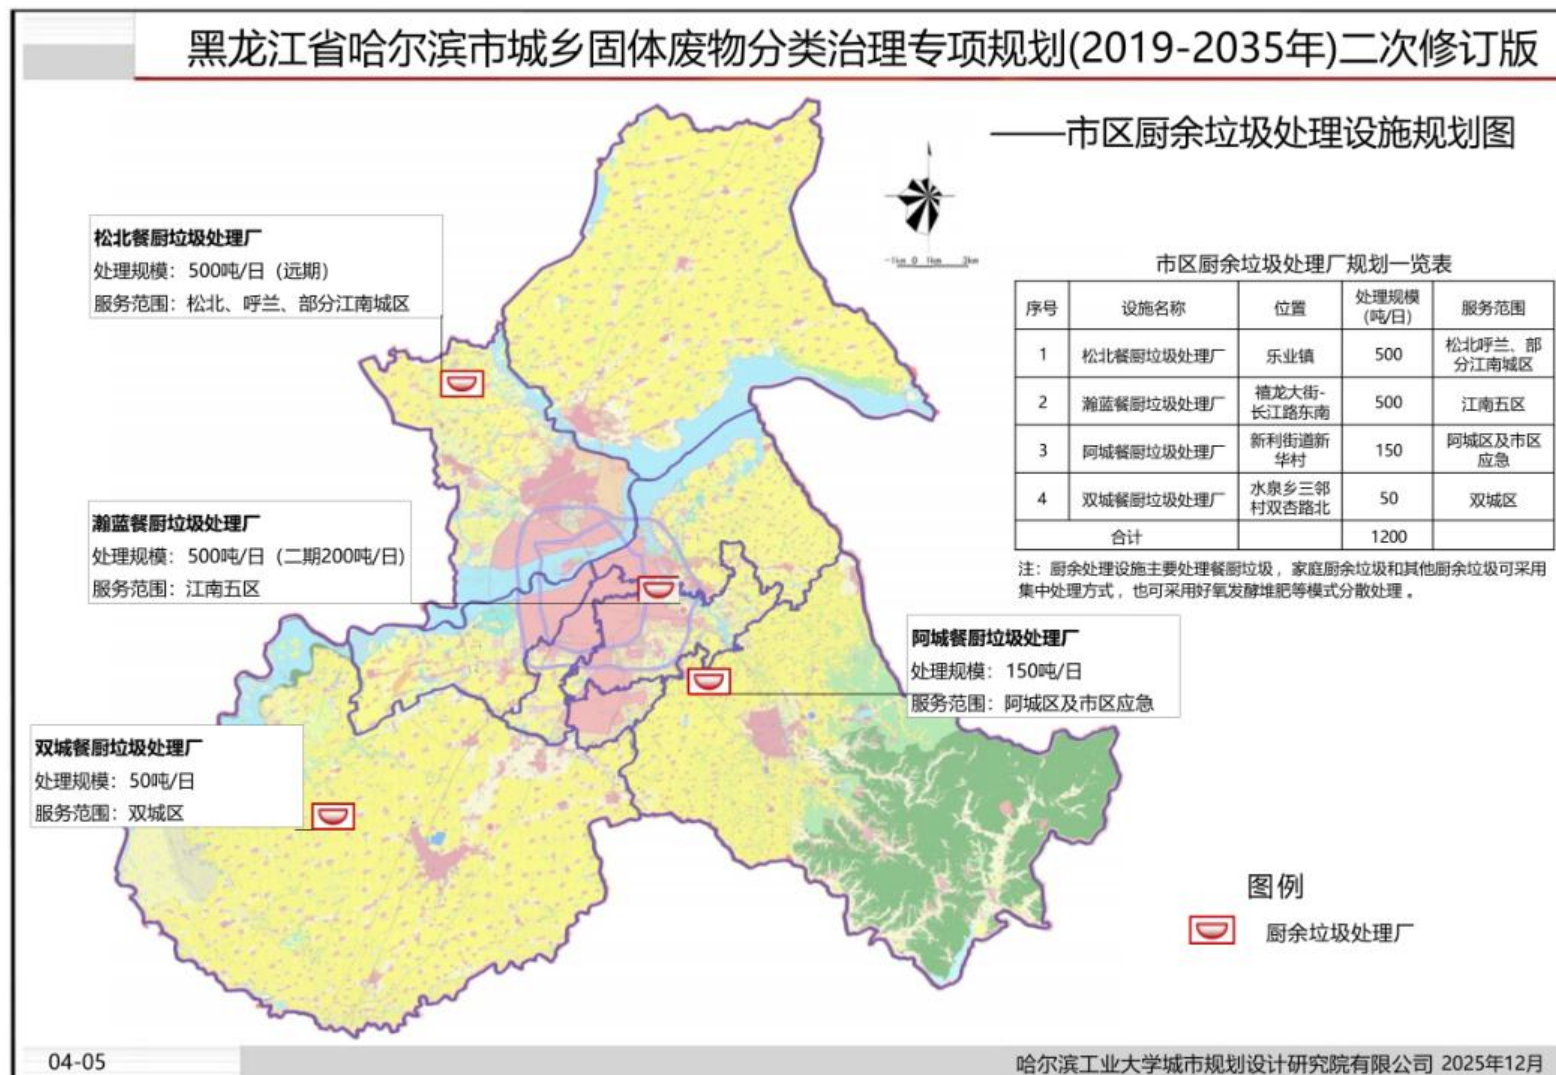 黑龙江省哈尔滨市城乡固体废物分类治理专项规划(2019-2035年)二次修订版
——市区厨余垃圾处理设施规划图
松北餐厨垃圾处理厂
处理规模：500吨/日（远期）
服务范围：松北、呼兰、部分江南城区
-1km 0 1km 3km
市区厨余垃圾处理厂规划一览表
序号 设施名称 位置 处理规模 服务范围
（吨/日）
1 松北餐厨垃圾处理厂 乐业镇 500 松北呼兰、部
分江南城区
2 瀚蓝餐厨垃圾处理厂 禧龙大街- 500 江南五区
长江路东南
3 阿城餐厨垃圾处理厂 新利街道新 150 阿城区及市区
华村 应急
4 双城餐厨垃圾处理厂 水泉乡三邻 50 双城区
村双杏路北
合计 1200
注：厨余处理设施主要处理餐厨垃圾，家庭厨余垃圾和其他厨余垃圾可采用
集中处理方式，也可采用好氧发酵堆肥等模式分散处理。
瀚蓝餐厨垃圾处理厂
处理规模：500吨/日（二期200吨/日）
服务范围：江南五区
阿城餐厨垃圾处理厂
处理规模：150吨/日
服务范围：阿城区及市区应急
双城餐厨垃圾处理厂
处理规模：50吨/日
服务范围：双城区
图例
厨余垃圾处理厂
04-05
哈尔滨工业大学城市规划设计研究院有限公司 2025年12月